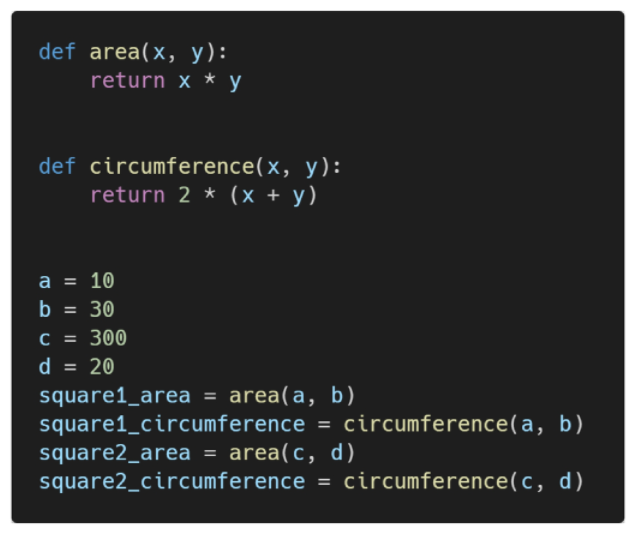 def area(x, y):
    return x * y
def circumference(x, y):
    return 2 * (x + y)
a = 10
b = 30
c = 300
d = 20
square1_area = area(a, b)
square1_circumference = circumference(a, b)
square2_area = area(c, d)
square2_circumference = circumference(c, d)